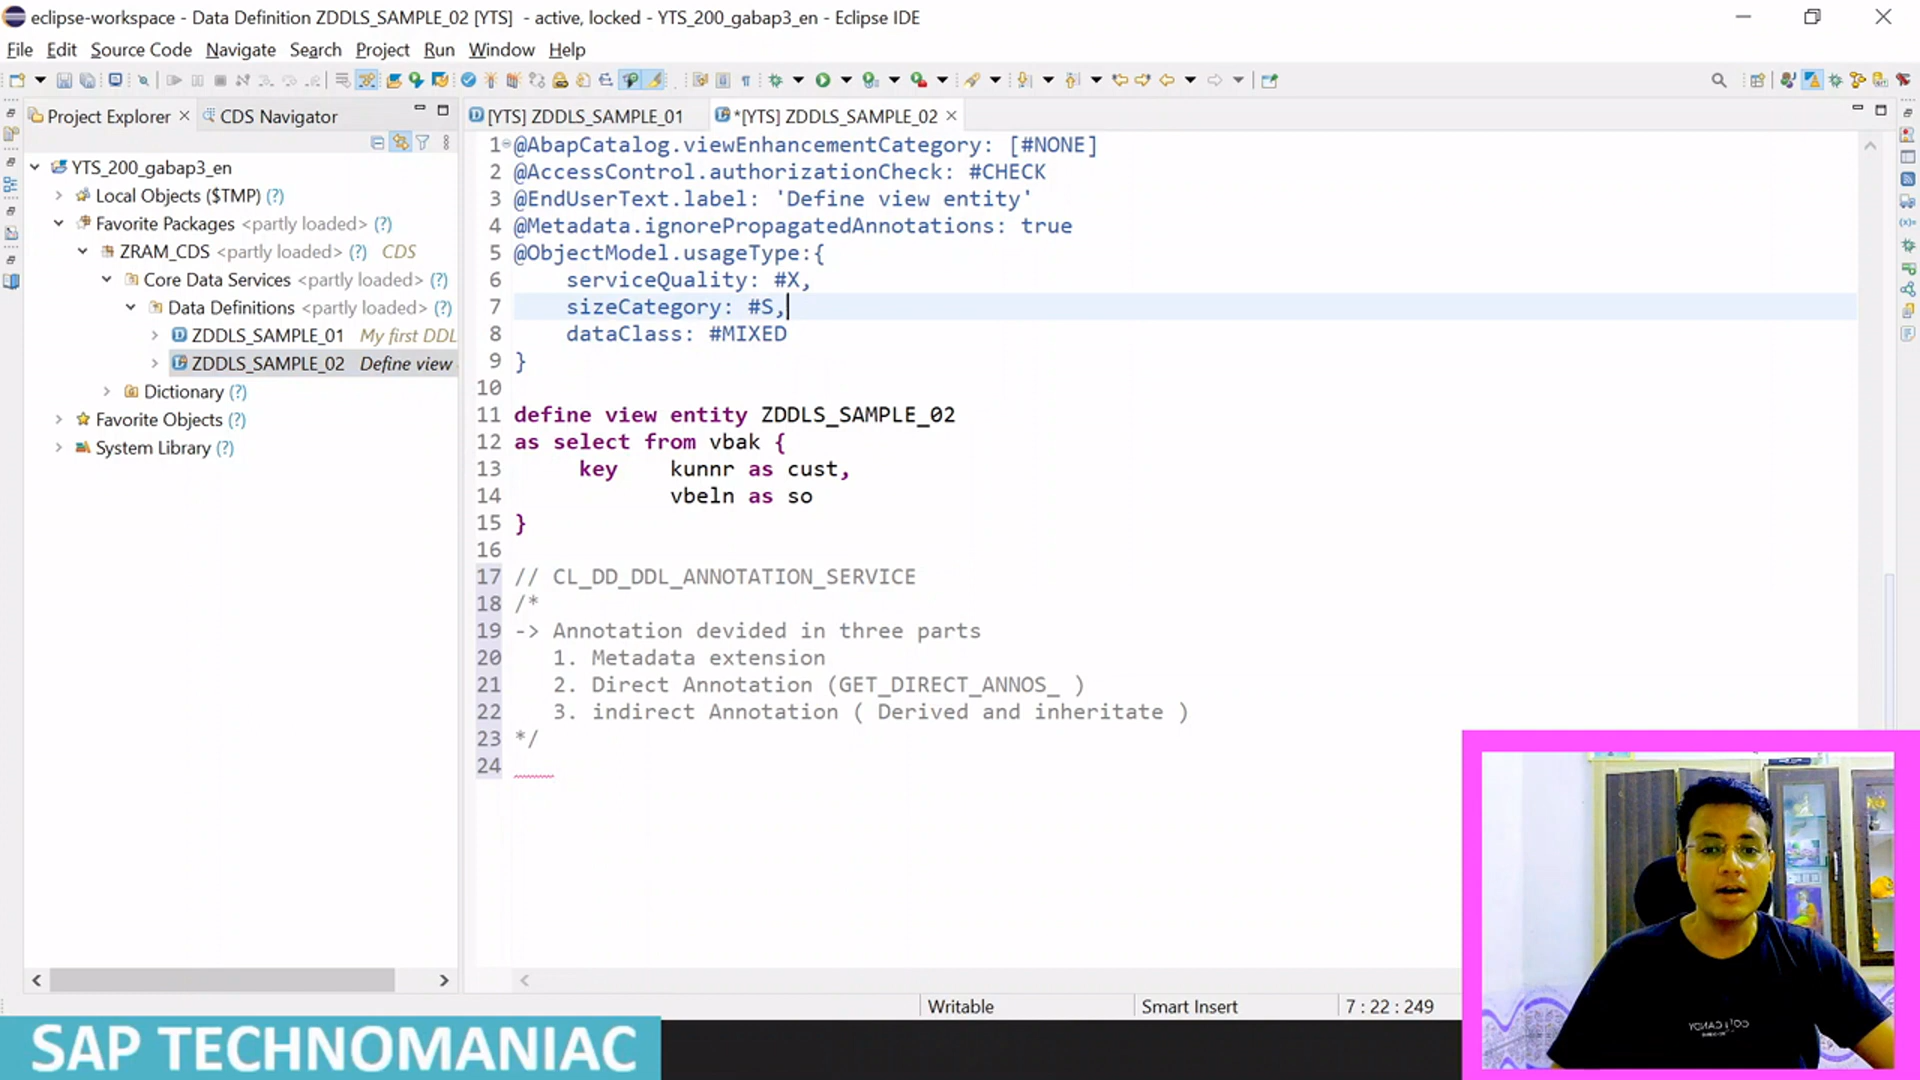 eclipse-workspace - Data Definition ZDDLS_SAMPLE_02 [YTS]  - active, locked - YTS_200_gabap3_en - Eclipse IDE
File Edit Source Code Navigate Search Project Run Window Help
Project Explorer CDS Navigator
[YTS] ZDDLS_SAMPLE_01 *[YTS] ZDDLS_SAMPLE_02
YTS_200_gabap3_en
Local Objects ($TMP) (?)
Favorite Packages <partly loaded> (?)
ZRAM_CDS <partly loaded> (?) CDS
Core Data Services <partly loaded> (?)
Data Definitions <partly loaded> (?)
ZDDLS_SAMPLE_01 My first DDL
ZDDLS_SAMPLE_02 Define view
Dictionary (?)
Favorite Objects (?)
System Library (?)
1 @AbapCatalog.viewEnhancementCategory: [#NONE]
2 @AccessControl.authorizationCheck: #CHECK
3 @EndUserText.label: 'Define view entity'
4 @Metadata.ignorePropagatedAnnotations: true
5 @ObjectModel.usageType:{
6 serviceQuality: #X,
7 sizeCategory: #S,
8 dataClass: #MIXED
9 }
10
11 define view entity ZDDLS_SAMPLE_02
12 as select from vbak {
13 key kunnr as cust,
14 vbeln as so
15 }
16
17 // CL_DD_DDL_ANNOTATION_SERVICE
18 /*
19 -> Annotation devided in three parts
20 1. Metadata extension
21 2. Direct Annotation (GET_DIRECT_ANNOS_ )
22 3. indirect Annotation ( Derived and inheritate )
23 */
24
Writable Smart Insert 7 : 22 : 249
SAP TECHNOMANIAC